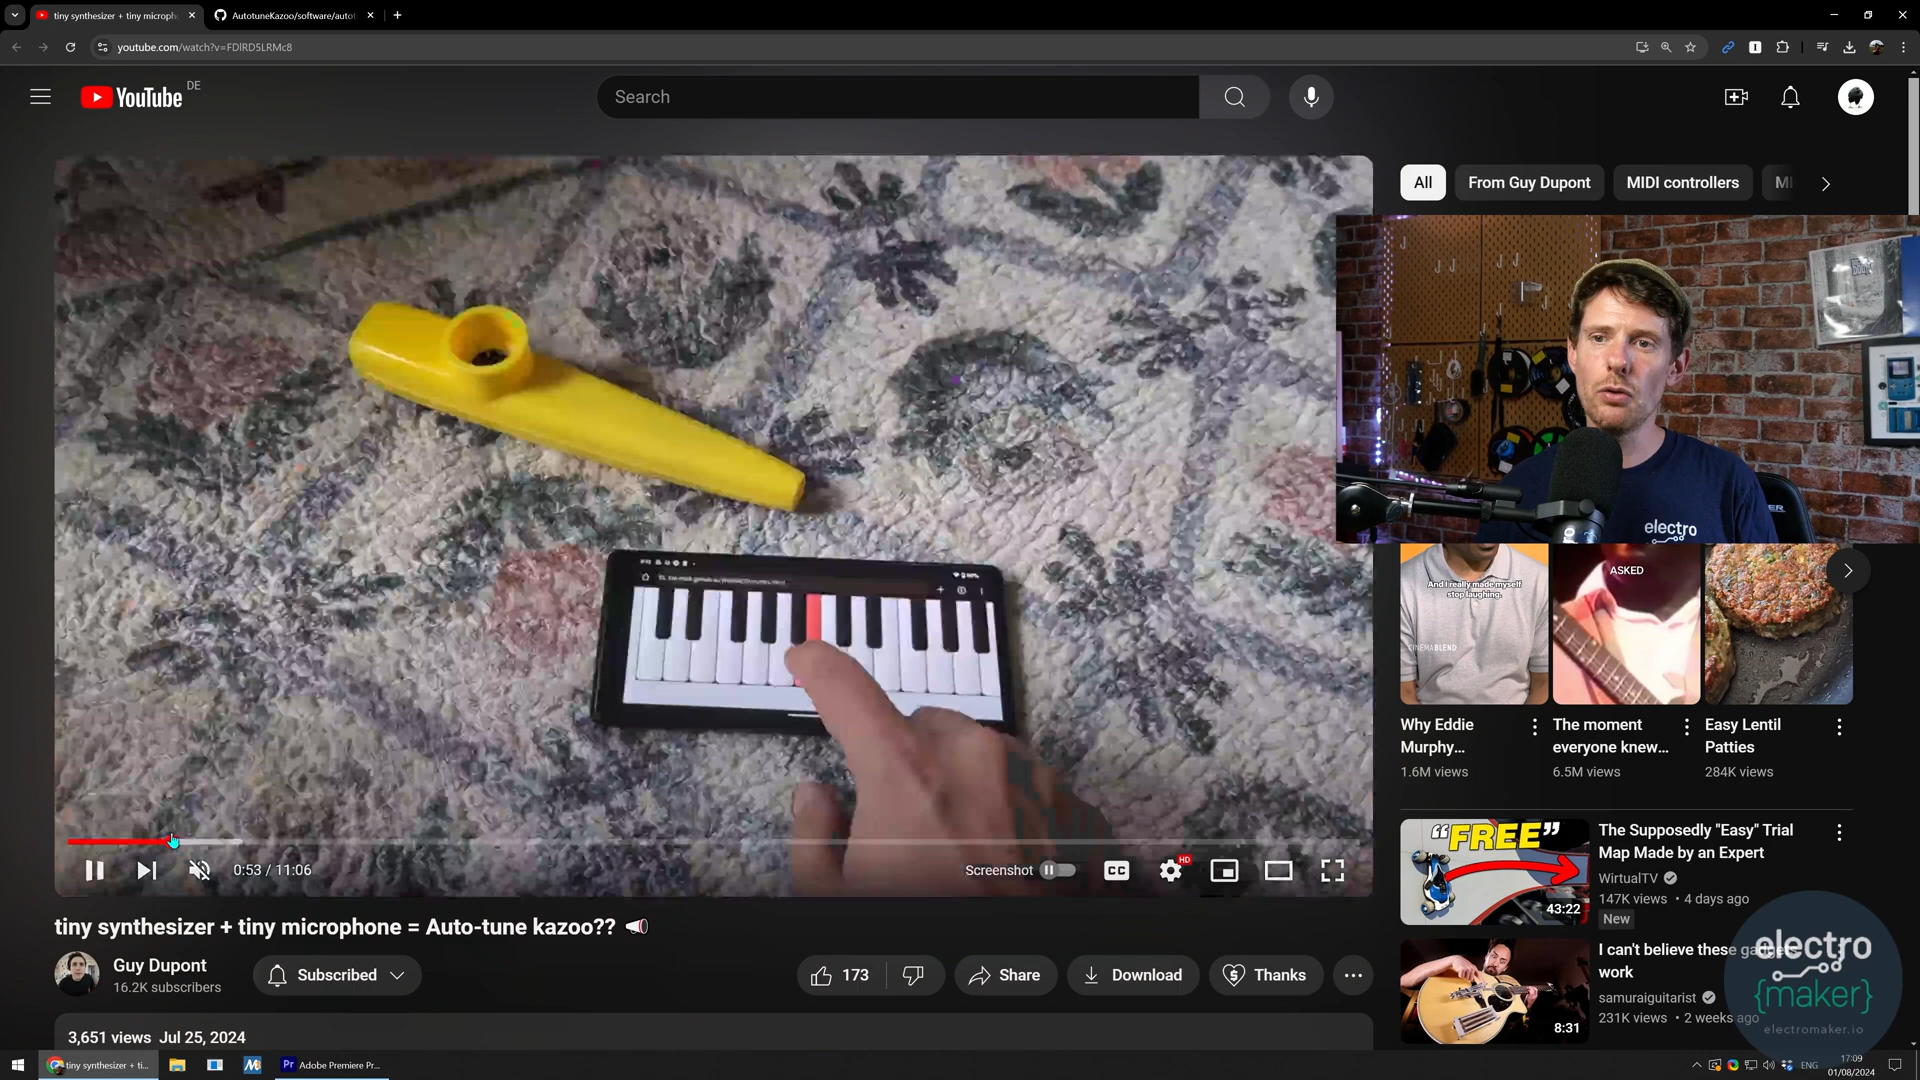 tiny synthesizer + tiny microph
AutotuneKazoo/software/autot
youtube.com/watch?v=FDlRD5LRMc8
YouTube
DE
Search
All
From Guy Dupont
MIDI controllers
MI
electro
And I really made myself
stop laughing.
CINEMABLEND
ASKED
Why Eddie
Murphy…
1.6M views
The moment
everyone knew…
6.5M views
Easy Lentil
Patties
284K views
0:53 / 11:06
Screenshot
CC
HD
tiny synthesizer + tiny microphone = Auto-tune kazoo??
Guy Dupont
16.2K subscribers
Subscribed
173
Share
Download
Thanks
3,651 views Jul 25, 2024
"FREE"
43:22
The Supposedly "Easy" Trial
Map Made by an Expert
WirtualTV
147K views • 4 days ago
New
8:31
I can't believe these gadgets
work
samuraiguitarist
231K views • 2 weeks ago
electro
{maker}
electromaker.io
tiny synthesizer + ti...
Pr
Adobe Premiere Pr...
ENG
17:09
01/08/2024